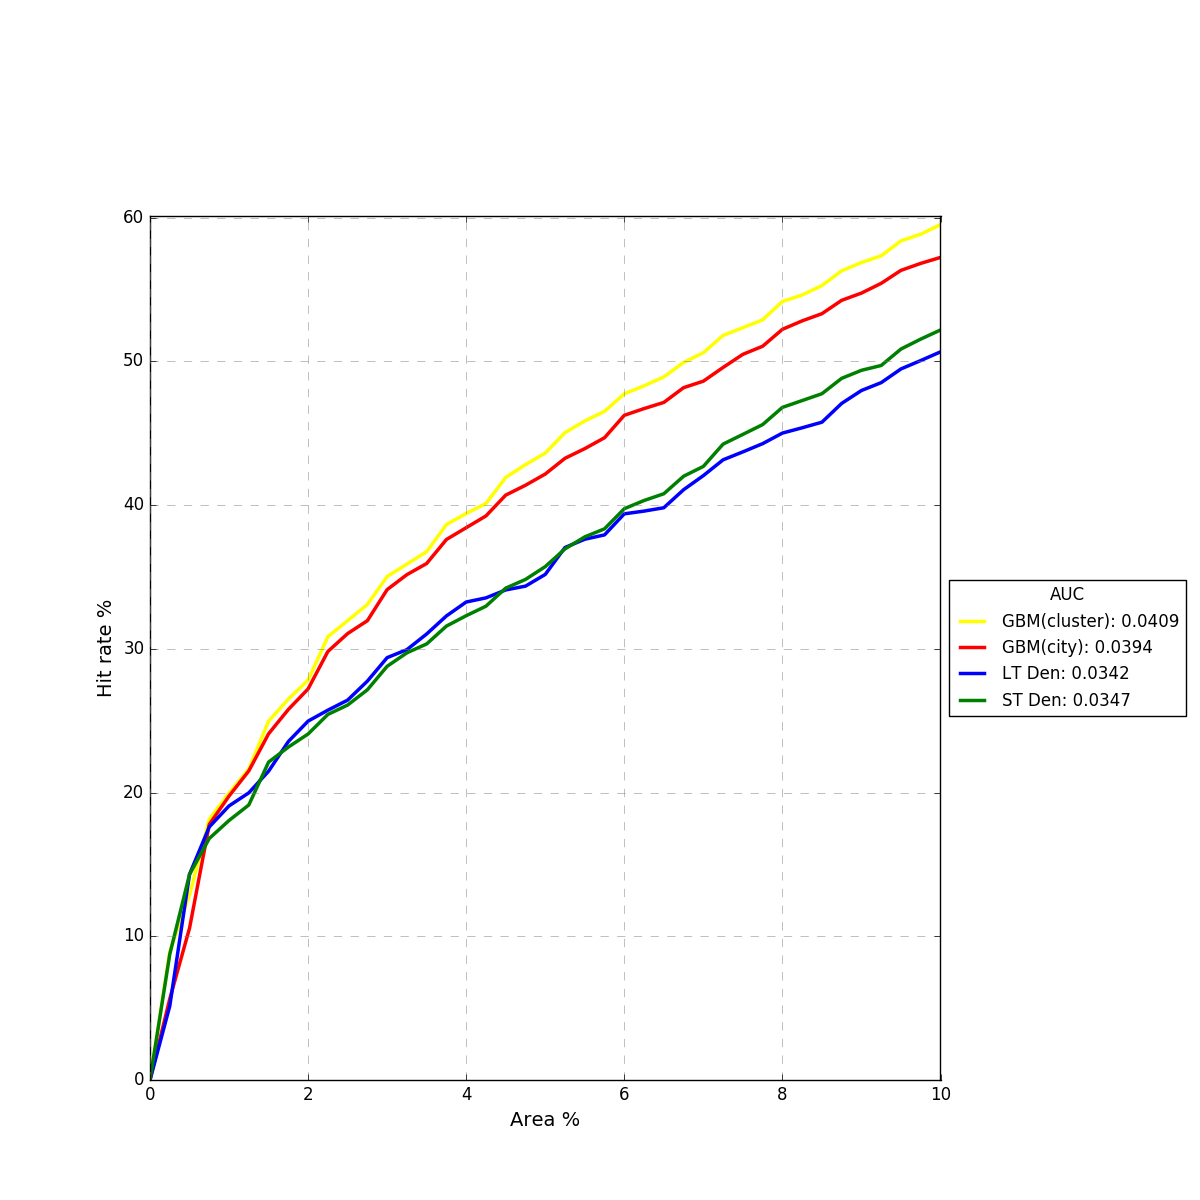 60
50
40
30
20
10
0
0 2 4 6 8 10
Hit rate %
Area %
AUC
GBM(cluster): 0.0409
GBM(city): 0.0394
LT Den: 0.0342
ST Den: 0.0347